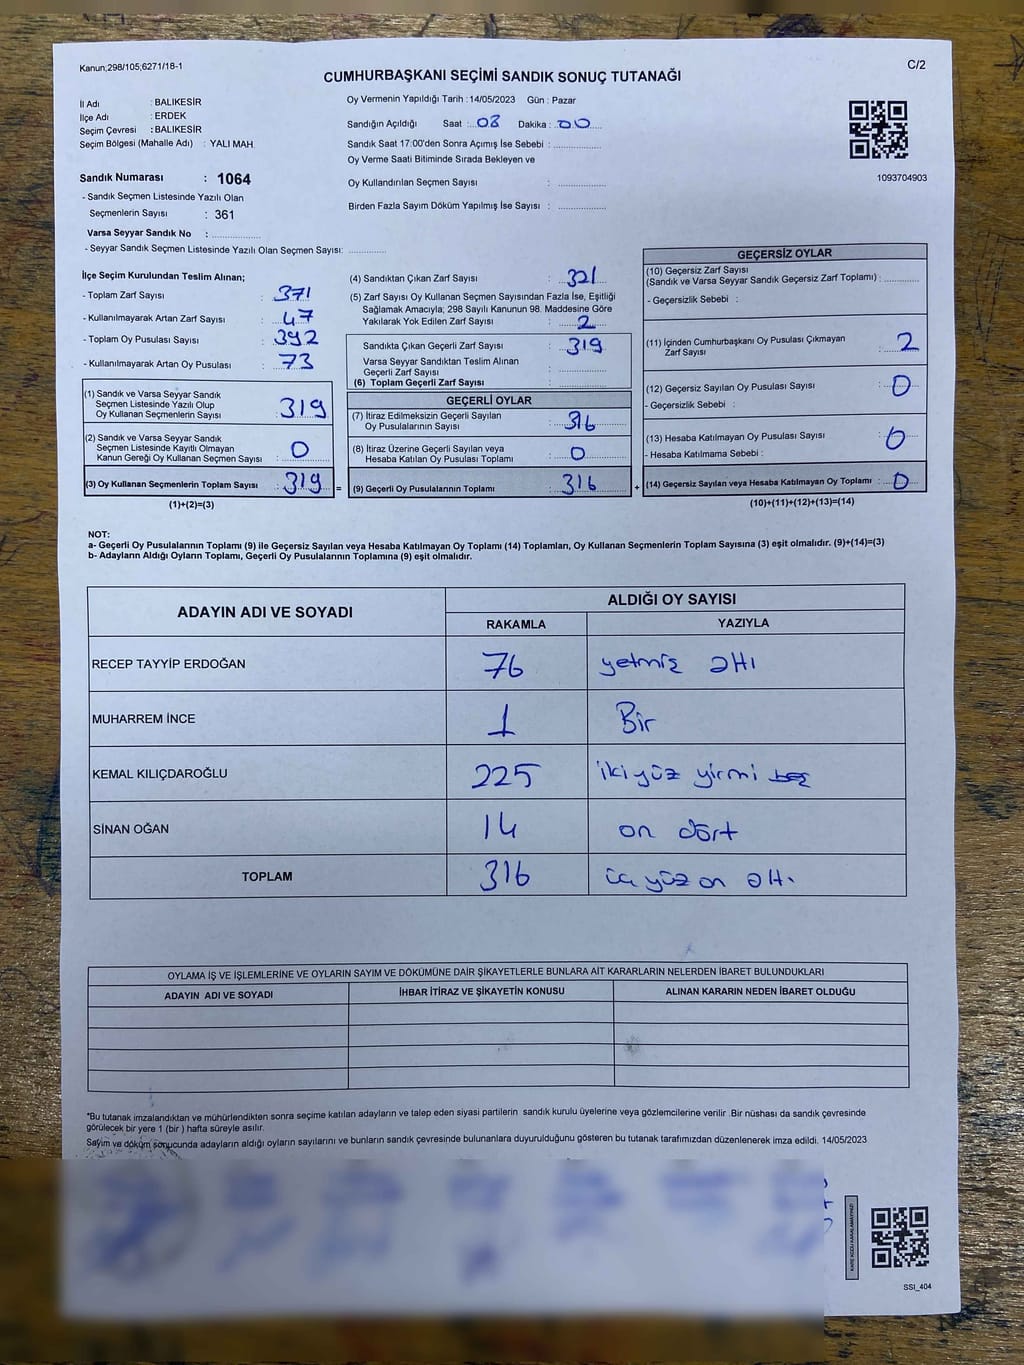 Kanun;298/105;6271/18-1
C/2
CUMHURBAŞKANI SEÇİMİ SANDIK SONUÇ TUTANAĞI
İl Adı : BALIKESİR
İlçe Adı : ERDEK
Seçim Çevresi : BALIKESİR
Seçim Bölgesi (Mahalle Adı) : YALI MAH.
Sandık Numarası : 1064
- Sandık Seçmen Listesinde Yazılı Olan
Seçmenlerin Sayısı : 361
Varsa Seyyar Sandık No :
- Seyyar Sandık Seçmen Listesinde Yazılı Olan Seçmen Sayısı:
Oy Vermenin Yapıldığı Tarih :14/05/2023 Gün : Pazar
Sandığın Açıldığı Saat : 08 Dakika : 00
Sandık Saat 17:00'den Sonra Açımış İse Sebebi :
Oy Verme Saati Bitiminde Sırada Bekleyen ve
Oy Kullandırılan Seçmen Sayısı :
Birden Fazla Sayım Döküm Yapılmış İse Sayısı :
1093704903
İlçe Seçim Kurulundan Teslim Alınan;
- Toplam Zarf Sayısı : 371
- Kullanılmayarak Artan Zarf Sayısı : 47
- Toplam Oy Pusulası Sayısı : 392
- Kullanılmayarak Artan Oy Pusulası : 73
(1) Sandık ve Varsa Seyyar Sandık
Seçmen Listesinde Yazılı Olup
Oy Kullanan Seçmenlerin Sayısı : 319
(2) Sandık ve Varsa Seyyar Sandık
Seçmen Listesinde Kayıtlı Olmayan
Kanun Gereği Oy Kullanan Seçmen Sayısı : 0
(3) Oy Kullanan Seçmenlerin Toplam Sayısı : 319 =
(1)+(2)=(3)
(4) Sandıktan Çıkan Zarf Sayısı : 321
(5) Zarf Sayısı Oy Kullanan Seçmen Sayısından Fazla İse, Eşitliği
Sağlamak Amacıyla; 298 Sayılı Kanunun 98. Maddesine Göre
Yakılarak Yok Edilen Zarf Sayısı : 2
Sandıkta Çıkan Geçerli Zarf Sayısı : 319
Varsa Seyyar Sandıktan Teslim Alınan
Geçerli Zarf Sayısı :
(6) Toplam Geçerli Zarf Sayısı :
GEÇERLİ OYLAR
(7) İtiraz Edilmeksizin Geçerli Sayılan
Oy Pusulalarının Sayısı : 316
(8) İtiraz Üzerine Geçerli Sayılan veya
Hesaba Katılan Oy Pusulası Toplamı : 0
(9) Geçerli Oy Pusulalarının Toplamı : 316 +
GEÇERSİZ OYLAR
(10) Geçersiz Zarf Sayısı
(Sandık ve Varsa Seyyar Sandık Geçersiz Zarf Toplamı) :
- Geçersizlik Sebebi :
(11) İçinden Cumhurbaşkanı Oy Pusulası Çıkmayan
Zarf Sayısı : 2
(12) Geçersiz Sayılan Oy Pusulası Sayısı : 0
- Geçersizlik Sebebi :
(13) Hesaba Katılmayan Oy Pusulası Sayısı : 0
- Hesaba Katılmama Sebebi :
(14) Geçersiz Sayılan veya Hesaba Katılmayan Oy Toplamı : 0
(10)+(11)+(12)+(13)=(14)
NOT:
a- Geçerli Oy Pusulalarının Toplamı (9) ile Geçersiz Sayılan veya Hesaba Katılmayan Oy Toplamı (14) Toplamları, Oy Kullanan Seçmenlerin Toplam Sayısına (3) eşit olmalıdır. (9)+(14)=(3)
b- Adayların Aldığı Oyların Toplamı, Geçerli Oy Pusulalarının Toplamına (9) eşit olmalıdır.
ADAYIN ADI VE SOYADI ALDIĞI OY SAYISI
RAKAMLA YAZIYLA
RECEP TAYYİP ERDOĞAN 76 yetmiş altı
MUHARREM İNCE 1 Bir
KEMAL KILIÇDAROĞLU 225 iki yüz yirmi beş
SİNAN OĞAN 14 on dört
TOPLAM 316 üç yüz on altı
OYLAMA İŞ VE İŞLEMLERİNE VE OYLARIN SAYIM VE DÖKÜMÜNE DAİR ŞİKAYETLERLE BUNLARA AİT KARARLARIN NELERDEN İBARET BULUNDUKLARI
ADAYIN ADI VE SOYADI İHBAR İTİRAZ VE ŞİKAYETİN KONUSU ALINAN KARARIN NEDEN İBARET OLDUĞU
*Bu tutanak imzalandıktan ve mühürlendikten sonra seçime katılan adayların ve talep eden siyasi partilerin sandık kurulu üyelerine veya gözlemcilerine verilir .Bir nüshası da sandık çevresinde
görülecek bir yere 1 (bir ) hafta süreyle asılır.
Sayım ve döküm sonucunda adayların aldığı oyların sayılarını ve bunların sandık çevresinde bulunanlara duyurulduğunu gösteren bu tutanak tarafımızdan düzenlenerek imza edildi. 14/05/2023
KARE KODU KARALAMAYINIZ!
SSI_404